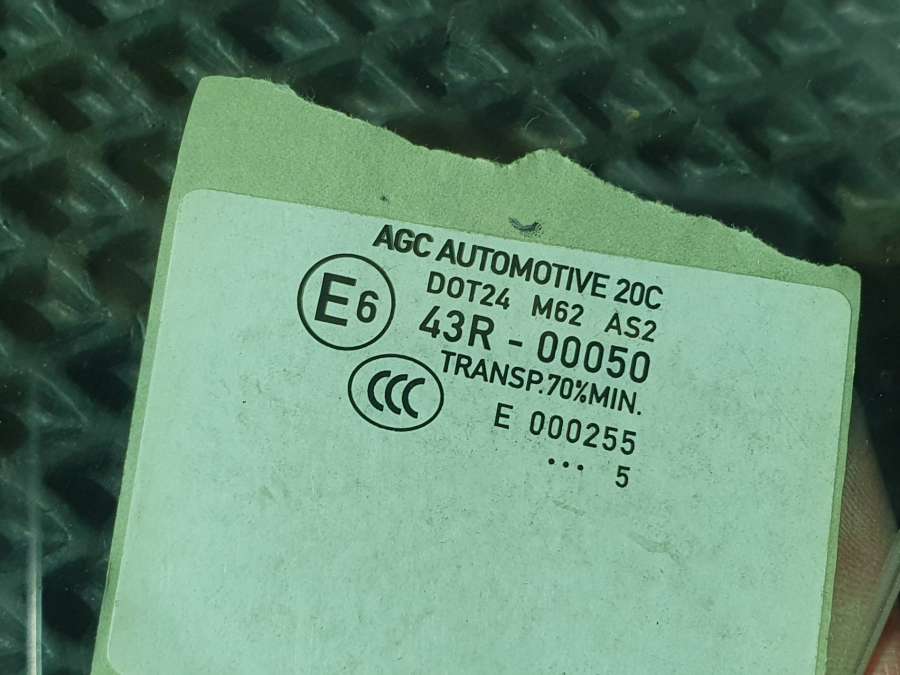 AGC AUTOMOTIVE 20C
DOT24 M62 AS2
E6
43R - 00050
TRANSP.70%MIN.
CCC
E 000255
... 5